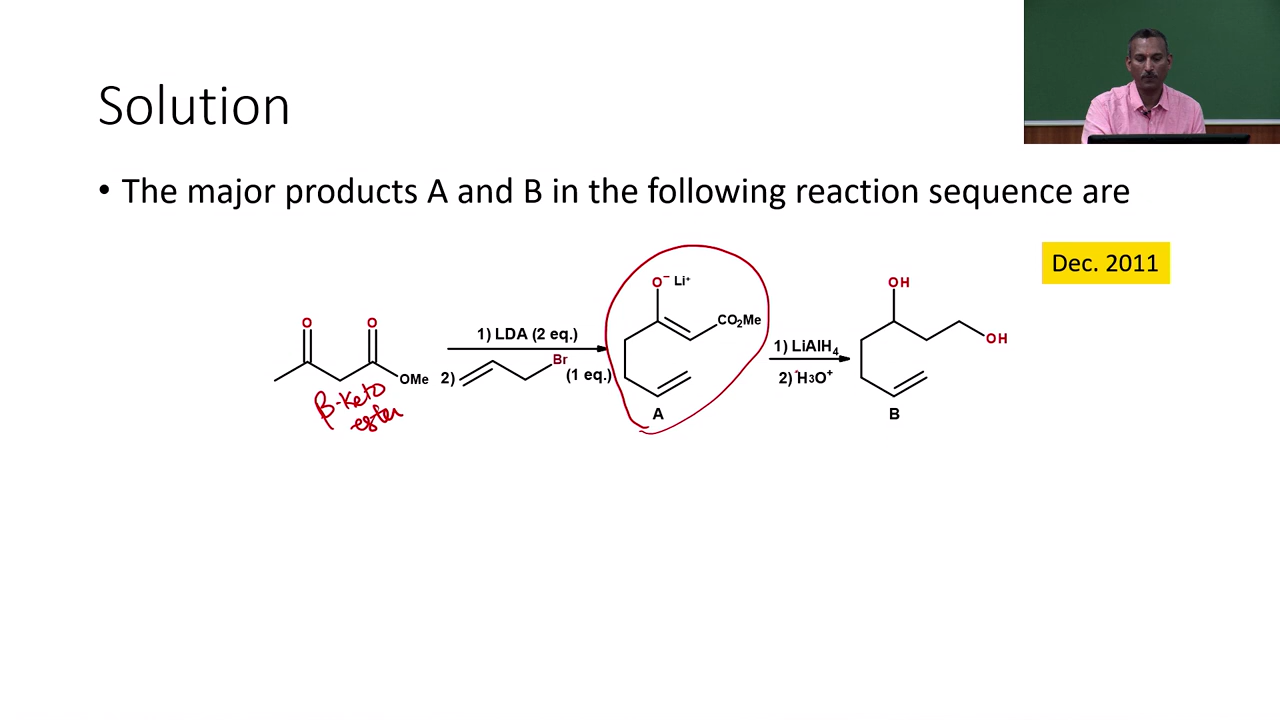 Solution
• The major products A and B in the following reaction sequence are
Dec. 2011
O O
OMe
β-Keto
ester
1) LDA (2 eq.)
2) Br (1 eq.)
O⁻ Li⁺
CO₂Me
A
1) LiAlH₄
2) H₃O⁺
OH
OH
B